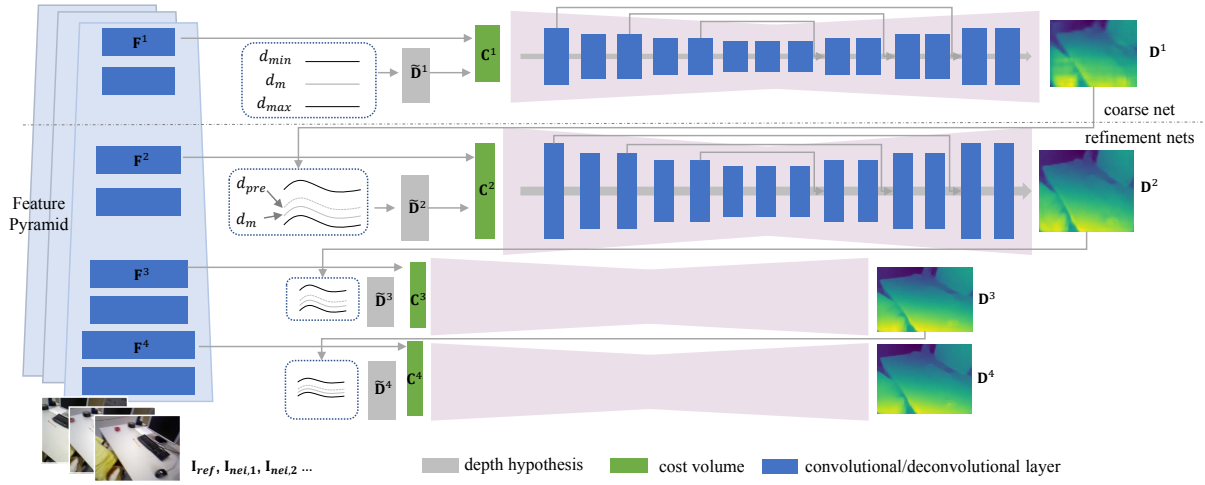 F¹
d_min
d_m
d_max
D̃¹
C¹
D¹
coarse net
refinement nets
F²
d_pre
d_m
D̃²
C²
D²
Feature
Pyramid
F³
D̃³
C³
D³
F⁴
D̃⁴
C⁴
D⁴
I_ref, I_nei,1, I_nei,2 ...
depth hypothesis
cost volume
convolutional/deconvolutional layer